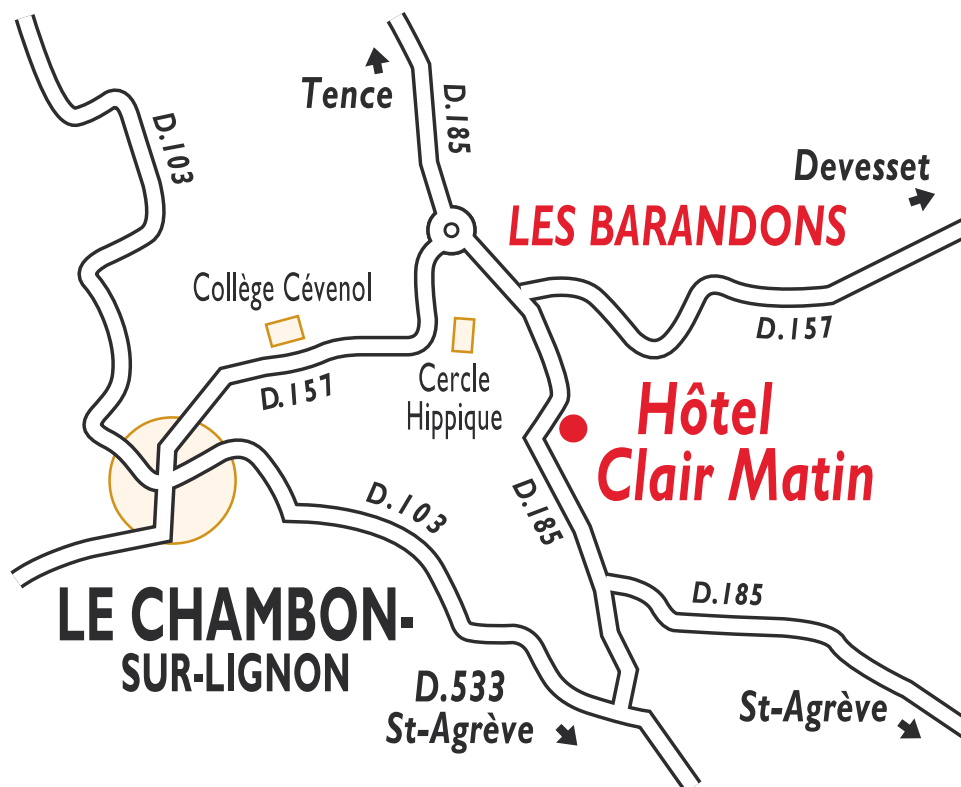 Tence
D.185
D.103
Devesset
LES BARANDONS
Collège Cévenol
D.157
D.157
Cercle
Hippique
Hôtel
Clair Matin
D.103
D.185
D.185
LE CHAMBON-
SUR-LIGNON
D.533
St-Agrève
St-Agrève